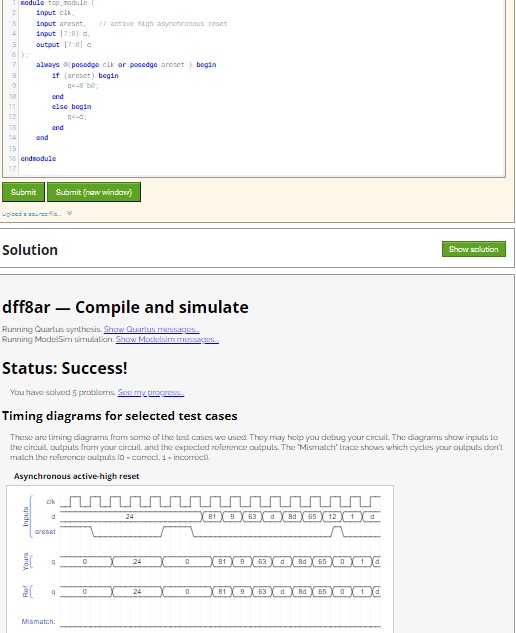 1 module top_module (
2 input clk,
3 input areset, // active high asynchronous reset
4 input [7:0] d,
5 output [7:0] q
6 );
7 always @(posedge clk or posedge areset ) begin
8 if (areset) begin
9 q<=8'b0;
10 end
11 else begin
12 q<=d;
13 end
14 end
15
16 endmodule
17
Submit Submit (new window)
Upload a source file...
Solution Show solution
dff8ar — Compile and simulate
Running Quartus synthesis. Show Quartus messages...
Running ModelSim simulation. Show Modelsim messages...
Status: Success!
You have solved 5 problems. See my progress...
Timing diagrams for selected test cases
These are timing diagrams from some of the test cases we used. They may help you debug your circuit. The diagrams show inputs to
the circuit, outputs from your circuit, and the expected reference outputs. The "Mismatch" trace shows which cycles your outputs don't
match the reference outputs (0 = correct, 1 = incorrect).
Asynchronous active-high reset
Inputs
clk
d 24 81 9 63 d 8d 65 12 1 d
areset
Yours q 0 24 0 81 9 63 d 8d 65 0 1 d
Ref q 0 24 0 81 9 63 d 8d 65 0 1 d
Mismatch: